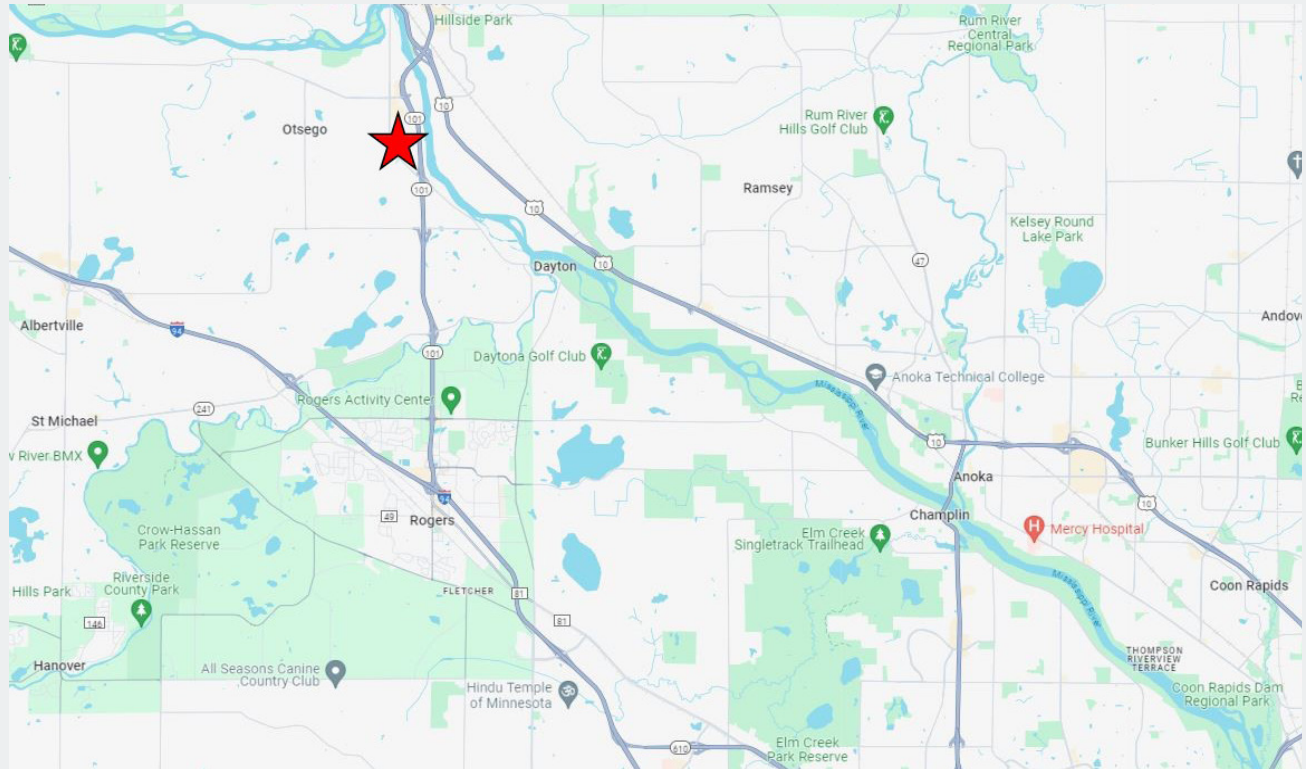 Hillside Park
Rum River
Central
Regional Park
10
101
Otsego
Rum River
Hills Golf Club
101
Ramsey
10
Kelsey Round
Lake Park
47
Dayton
10
Albertville
94
Andov
101
Daytona Golf Club
Anoka Technical College
Mississippi River
Rogers Activity Center
241
St Michael
w River BMX
10
Bunker Hills Golf Club
Anoka
94
10
49
Rogers
Champlin
Mercy Hospital
Crow-Hassan
Park Reserve
Elm Creek
Singletrack Trailhead
Riverside
County Park
Hills Park
FLETCHER
81
Mississippi River
Coon Rapids
146
81
Hanover
THOMPSON
RIVERVIEW
TERRACE
All Seasons Canine
Country Club
Hindu Temple
of Minnesota
Coon Rapids Dam
Regional Park
610
Elm Creek
Park Reserve